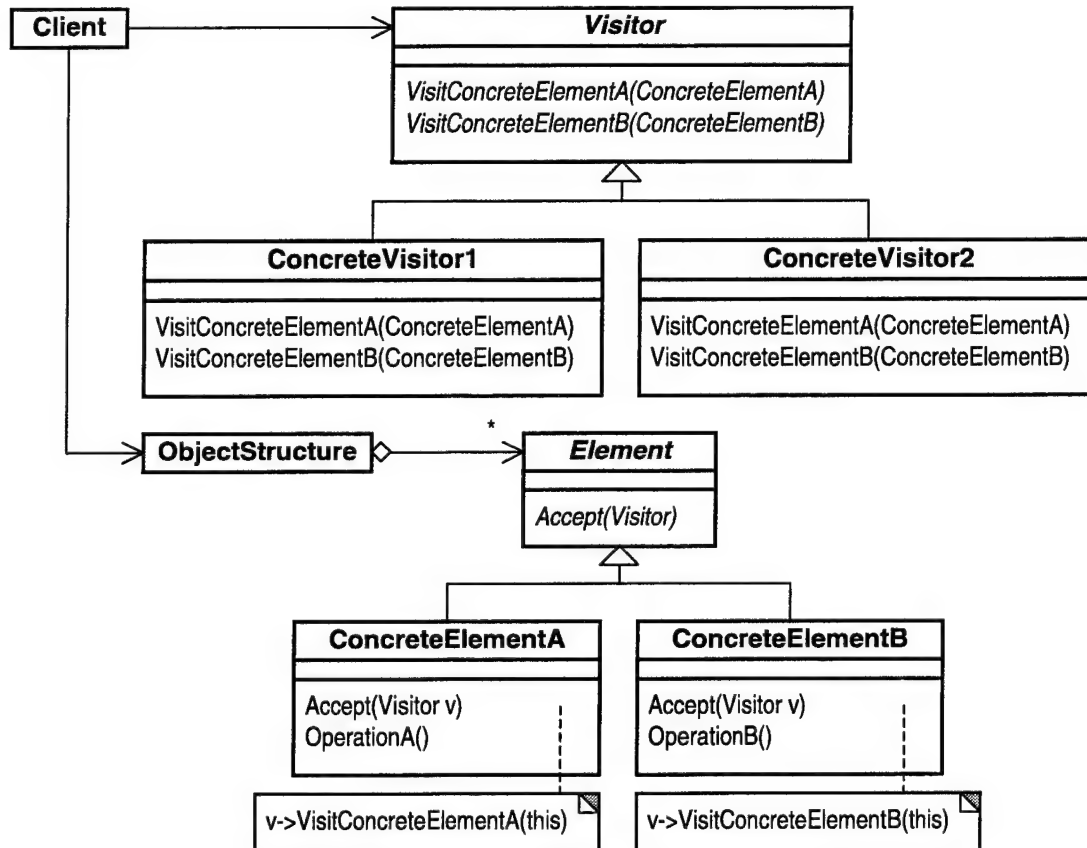 Client
Visitor
VisitConcreteElementA(ConcreteElementA)
VisitConcreteElementB(ConcreteElementB)
ConcreteVisitor1
VisitConcreteElementA(ConcreteElementA)
VisitConcreteElementB(ConcreteElementB)
ConcreteVisitor2
VisitConcreteElementA(ConcreteElementA)
VisitConcreteElementB(ConcreteElementB)
ObjectStructure
*
Element
Accept(Visitor)
ConcreteElementA
Accept(Visitor v)
OperationA()
ConcreteElementB
Accept(Visitor v)
OperationB()
v->VisitConcreteElementA(this)
v->VisitConcreteElementB(this)